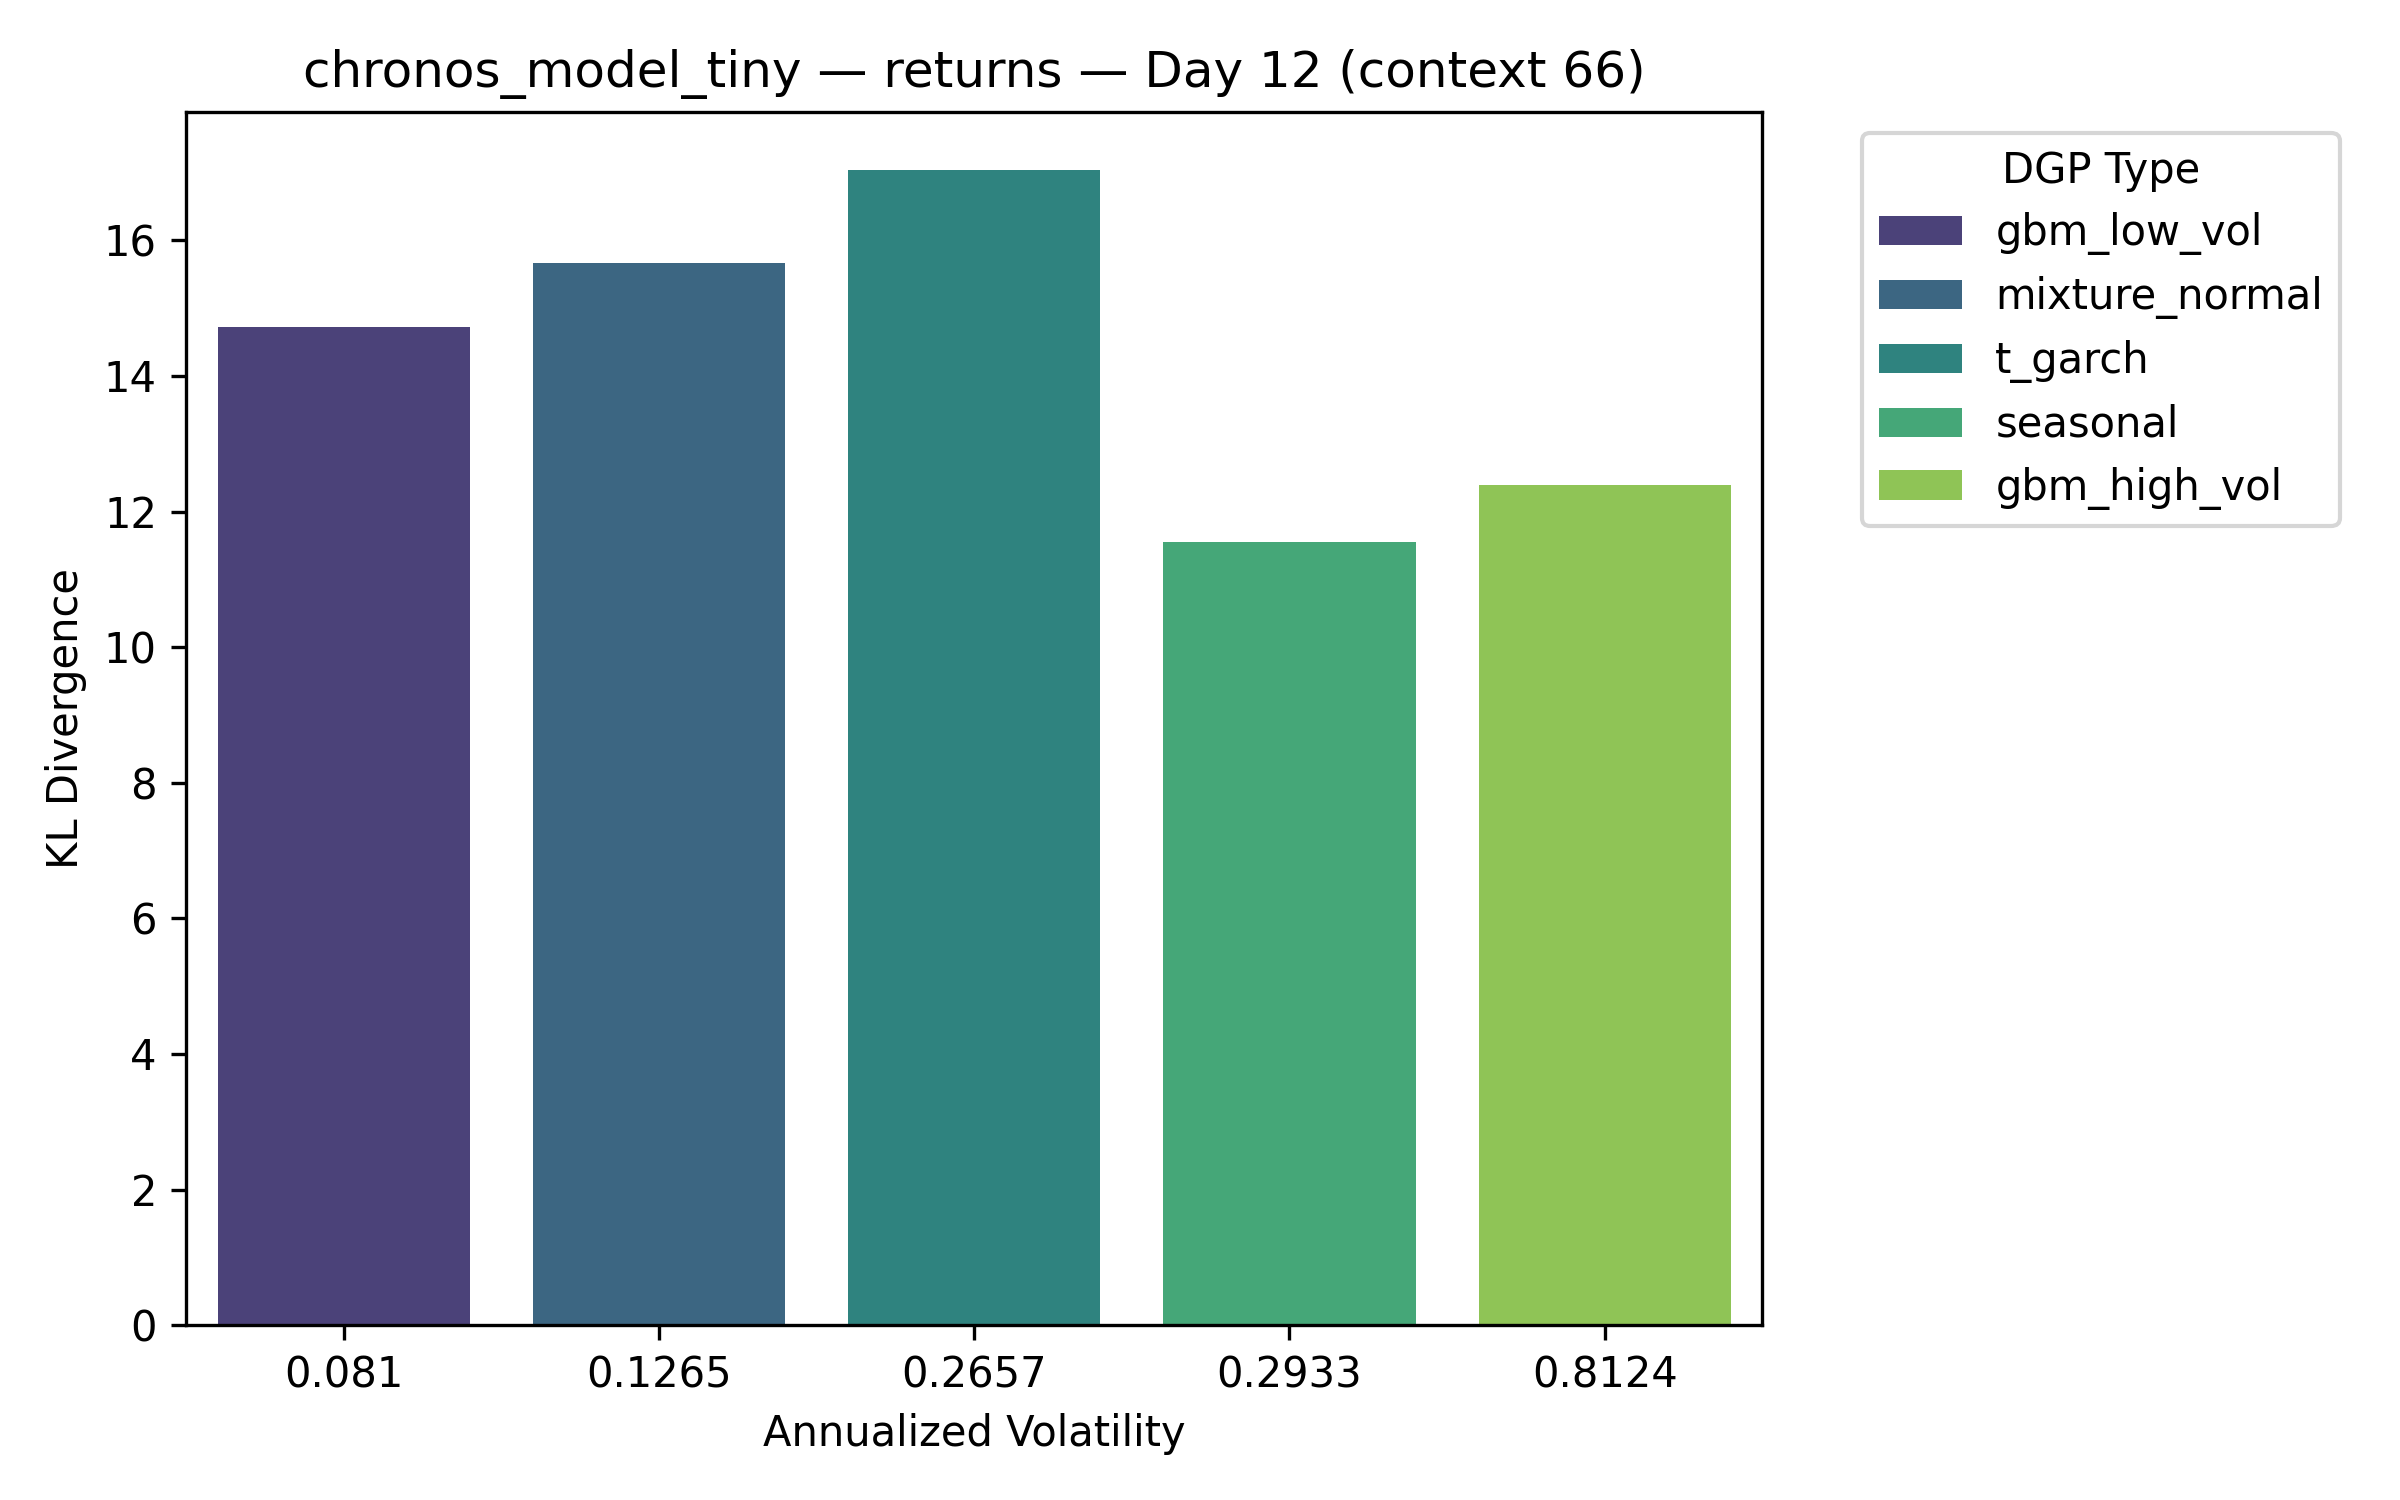 chronos_model_tiny — returns — Day 12 (context 66)
KL Divergence
16
14
12
10
8
6
4
2
0
0.081 0.1265 0.2657 0.2933 0.8124
Annualized Volatility
DGP Type
gbm_low_vol
mixture_normal
t_garch
seasonal
gbm_high_vol